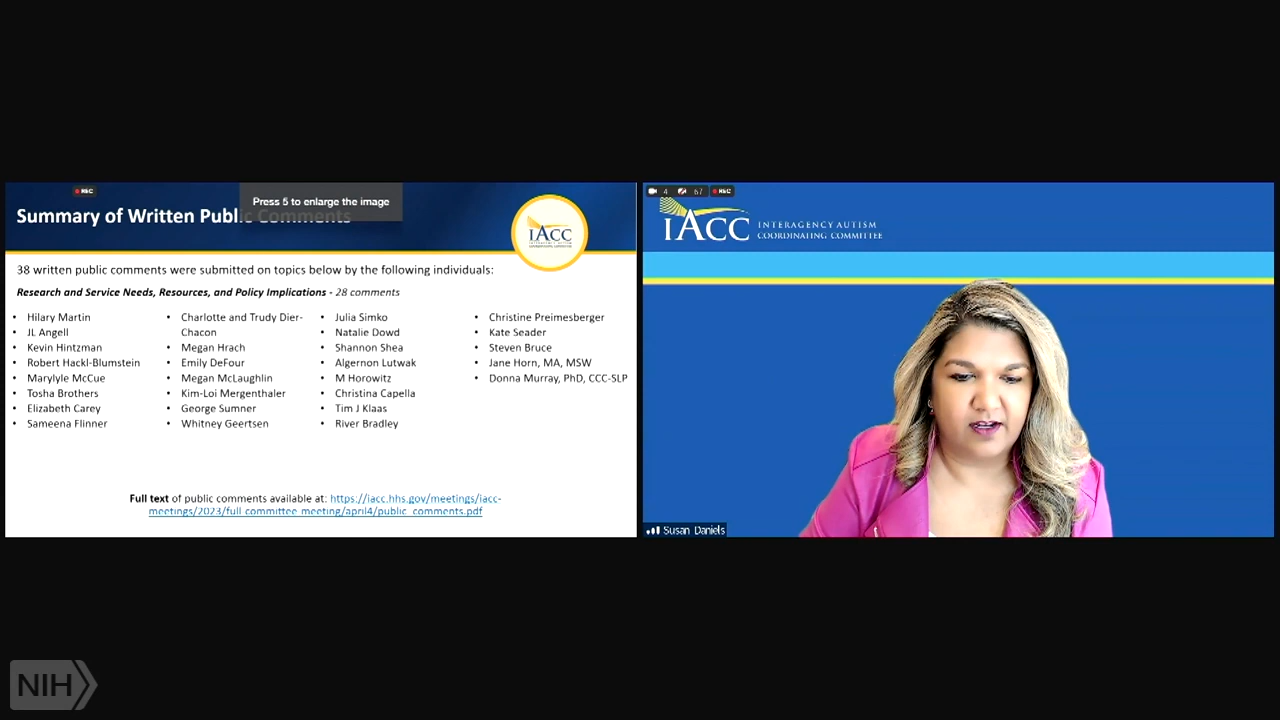 REC
Press 5 to enlarge the image
Summary of Written Public Comments
IACC
38 written public comments were submitted on topics below by the following individuals:
Research and Service Needs, Resources, and Policy Implications - 28 comments
• Hilary Martin
• JL Angell
• Kevin Hintzman
• Robert Hackl-Blumstein
• Marylyle McCue
• Tosha Brothers
• Elizabeth Carey
• Sameena Flinner
• Charlotte and Trudy Dier-
Chacon
• Megan Hrach
• Emily DeFour
• Megan McLaughlin
• Kim-Loi Mergenthaler
• George Sumner
• Whitney Geertsen
• Julia Simko
• Natalie Dowd
• Shannon Shea
• Algernon Lutwak
• M Horowitz
• Christina Capella
• Tim J Klaas
• River Bradley
• Christine Preimesberger
• Kate Seader
• Steven Bruce
• Jane Horn, MA, MSW
• Donna Murray, PhD, CCC-SLP
Full text of public comments available at: https://iacc.hhs.gov/meetings/iacc-
meetings/2023/full-committee-meeting/april4/public_comments.pdf
4 67 REC
IACC
INTERAGENCY AUTISM
COORDINATING COMMITTEE
Susan Daniels
NIH